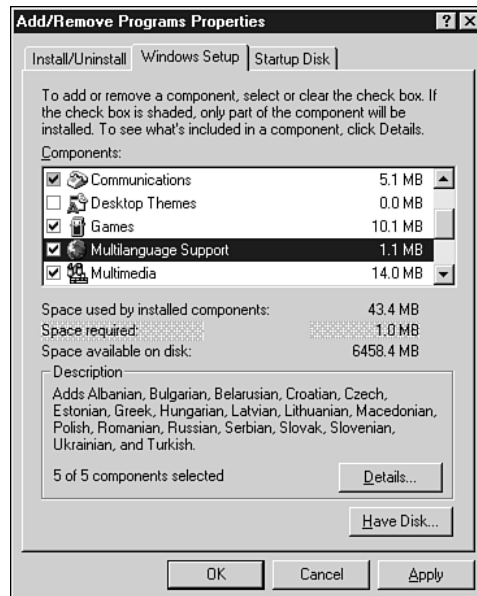 Add/Remove Programs Properties
Install/Uninstall Windows Setup Startup Disk
To add or remove a component, select or clear the check box. If
the check box is shaded, only part of the component will be
installed. To see what's included in a component, click Details.
Components:
Communications 5.1 MB
Desktop Themes 0.0 MB
Games 10.1 MB
Multilanguage Support 1.1 MB
Multimedia 14.0 MB
Space used by installed components: 43.4 MB
Space required: 1.0 MB
Space available on disk: 6458.4 MB
Description
Adds Albanian, Bulgarian, Belarusian, Croatian, Czech,
Estonian, Greek, Hungarian, Latvian, Lithuanian, Macedonian,
Polish, Romanian, Russian, Serbian, Slovak, Slovenian,
Ukrainian, and Turkish.
5 of 5 components selected
Details...
Have Disk...
OK Cancel Apply